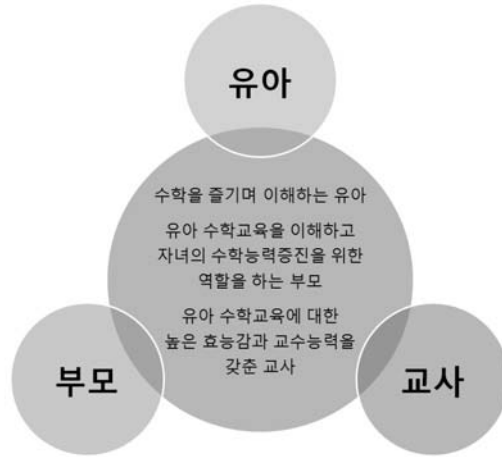 유아
수학을 즐기며 이해하는 유아
유아 수학교육을 이해하고
자녀의 수학능력증진을 위한
역할을 하는 부모
유아 수학교육에 대한
높은 효능감과 교수능력을
갖춘 교사
부모
교사